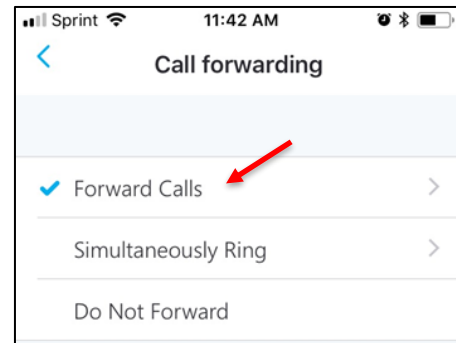 Sprint 11:42 AM
Call forwarding
Forward Calls
Simultaneously Ring
Do Not Forward